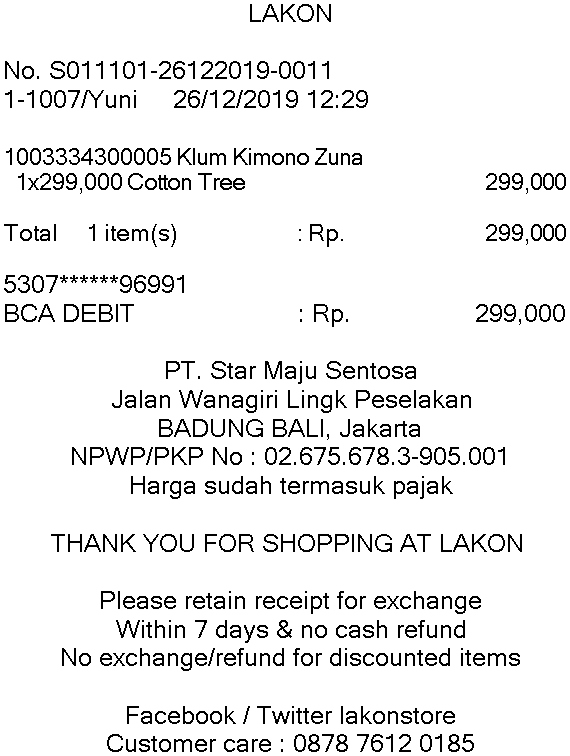 LAKON
No. S011101-26122019-0011
1-1007/Yuni 26/12/2019 12:29
1003334300005 Klum Kimono Zuna
1x299,000 Cotton Tree 299,000
Total 1 item(s) : Rp. 299,000
5307******96991
BCA DEBIT : Rp. 299,000
PT. Star Maju Sentosa
Jalan Wanagiri Lingk Peselakan
BADUNG BALI, Jakarta
NPWP/PKP No : 02.675.678.3-905.001
Harga sudah termasuk pajak
THANK YOU FOR SHOPPING AT LAKON
Please retain receipt for exchange
Within 7 days & no cash refund
No exchange/refund for discounted items
Facebook / Twitter lakonstore
Customer care : 0878 7612 0185